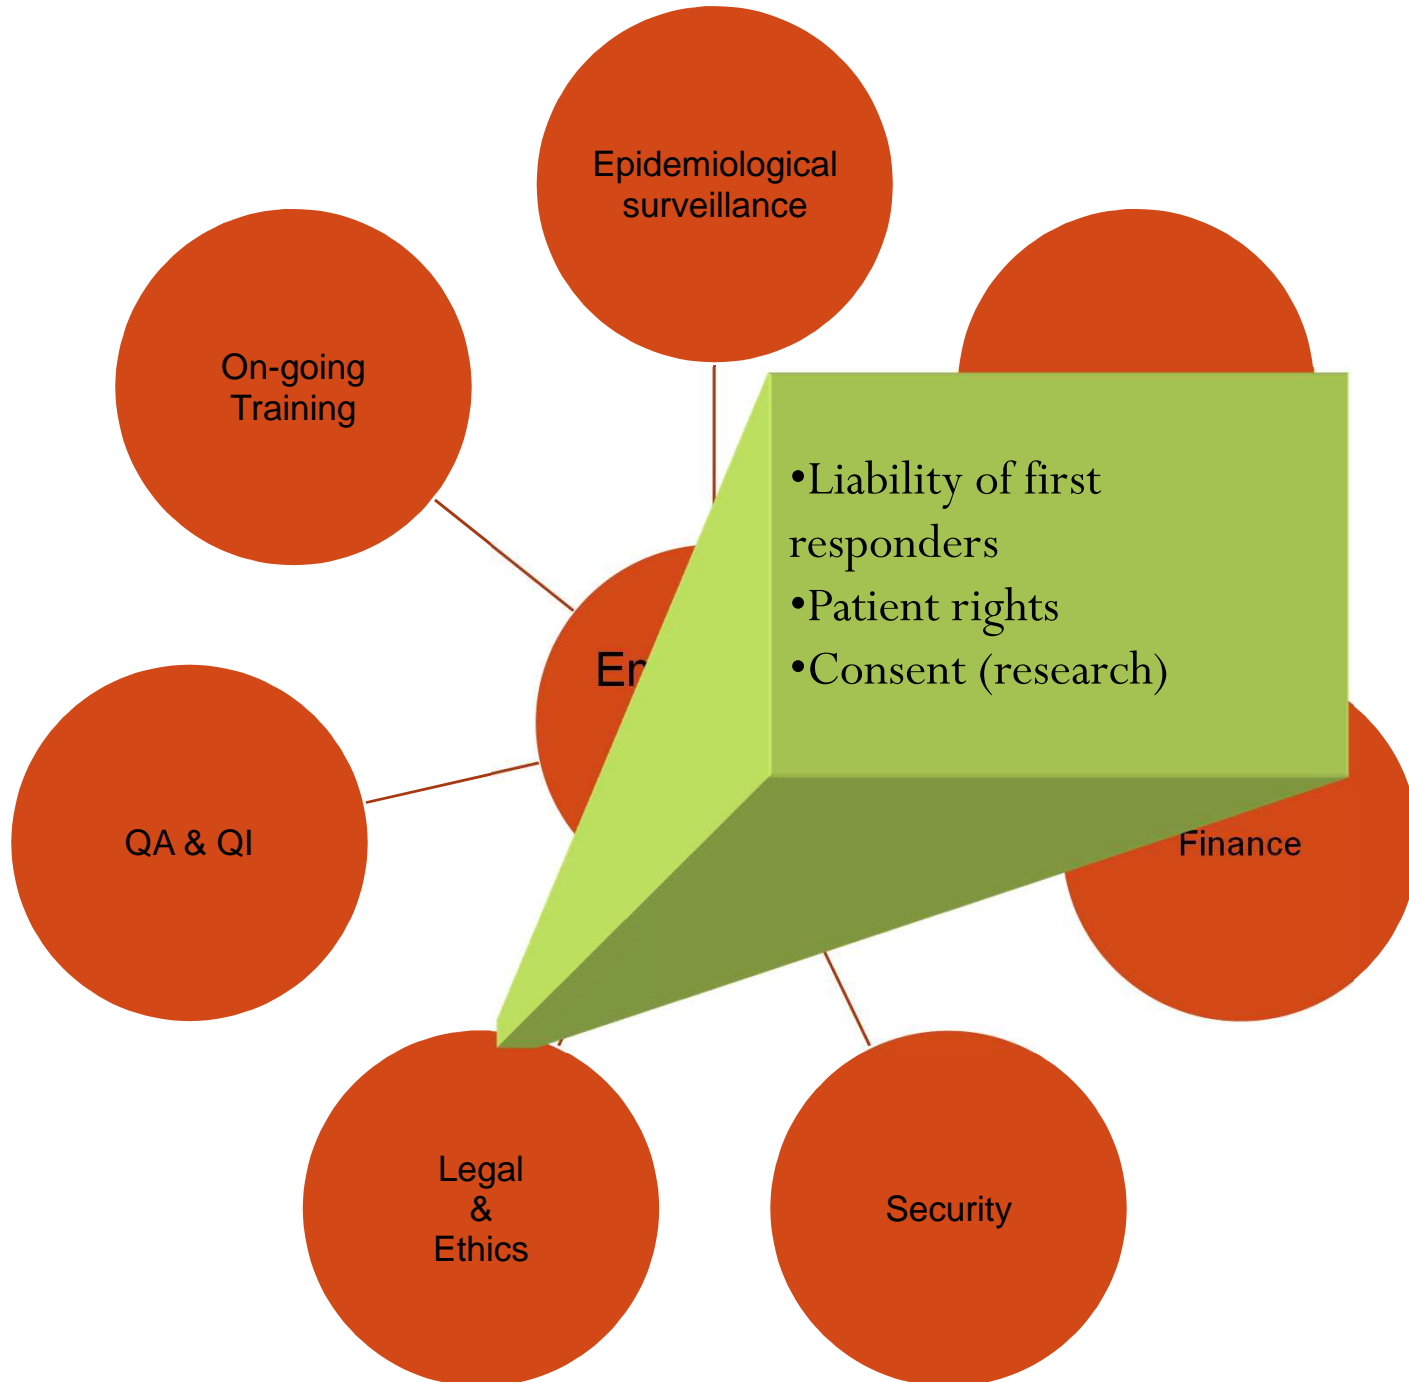 Epidemiological
surveillance
On-going
Training
•Liability of first
responders
•Patient rights
•Consent (research)
QA & QI
Finance
Legal
&
Ethics
Security